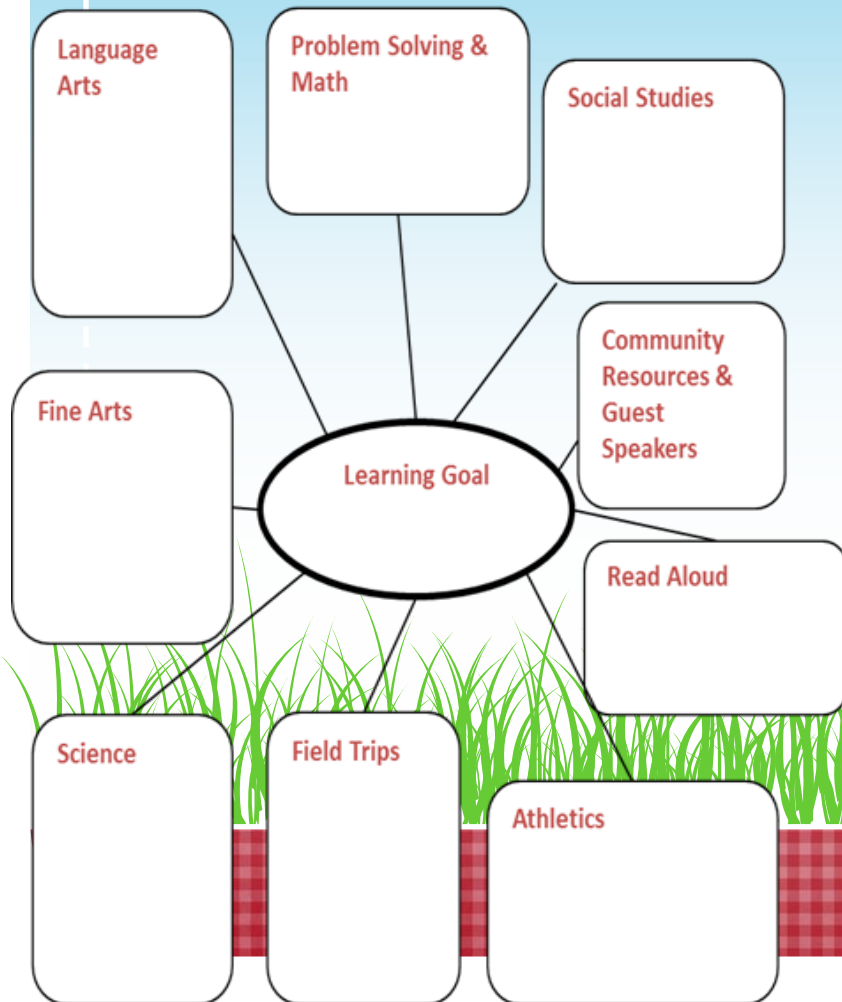 Language
Arts
Problem Solving &
Math
Social Studies
Community
Resources &
Guest
Speakers
Fine Arts
Learning Goal
Read Aloud
Science
Field Trips
Athletics